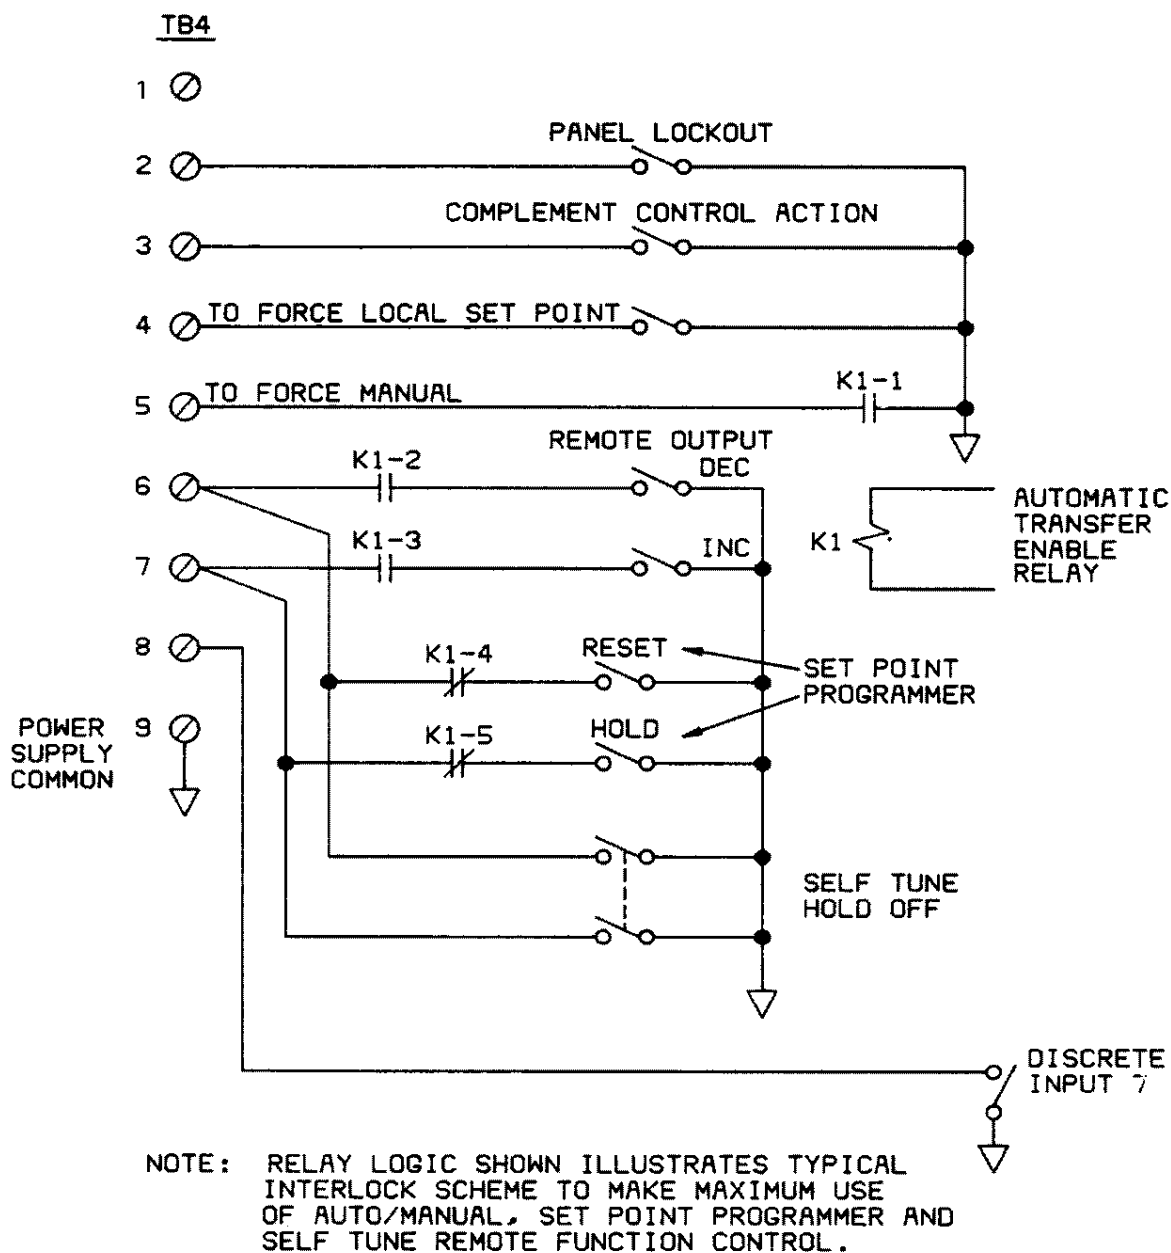 TB4
1
PANEL LOCKOUT
2
COMPLEMENT CONTROL ACTION
3
TO FORCE LOCAL SET POINT
4
K1-1
TO FORCE MANUAL
5
REMOTE OUTPUT
DEC
K1-2
6
AUTOMATIC
TRANSFER
ENABLE
RELAY
K1
K1-3
INC
7
8
K1-4
RESET
SET POINT
PROGRAMMER
9
POWER
SUPPLY
COMMON
K1-5
HOLD
SELF TUNE
HOLD OFF
DISCRETE
INPUT 7
NOTE: RELAY LOGIC SHOWN ILLUSTRATES TYPICAL
INTERLOCK SCHEME TO MAKE MAXIMUM USE
OF AUTO/MANUAL, SET POINT PROGRAMMER AND
SELF TUNE REMOTE FUNCTION CONTROL.